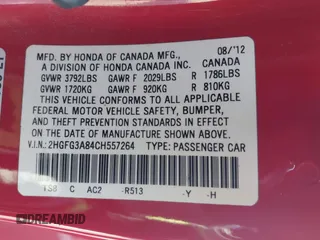 MFD. BY HONDA OF CANADA MFG., 08/'12
A DIVISION OF HONDA CANADA INC. CANADA
GVWR 3792LBS GAWR F 2029LBS R 1786LBS
GVWR 1720KG GAWR F 920KG R 810KG
THIS VEHICLE CONFORMS TO ALL APPLICABLE
FEDERAL MOTOR VEHICLE SAFETY, BUMPER,
AND THEFT PREVENTION STANDARDS IN EFFECT
ON THE DATE OF MANUFACTURE SHOWN ABOVE.
V.I.N.: 2HGFG3A84CH557264 TYPE: PASSENGER CAR
TS8 C AC2 -R513 -Y -H
DREAMBID